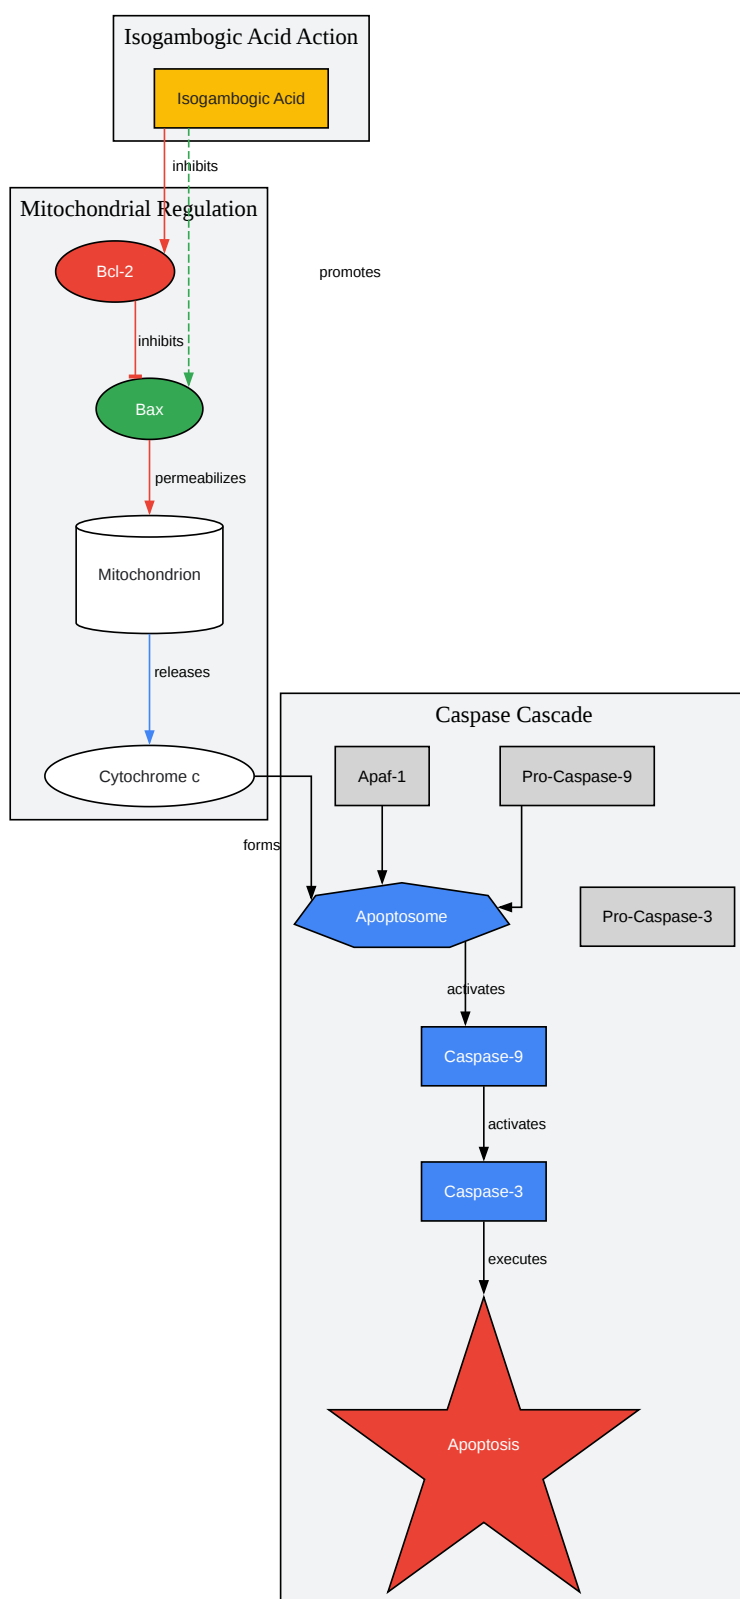 Isogambogic Acid Action
Isogambogic Acid
inhibits
Mitochondrial Regulation
Bcl-2
promotes
inhibits
Bax
permeabilizes
Mitochondrion
releases
Caspase Cascade
Cytochrome c
Apaf-1
Pro-Caspase-9
forms
Apoptosome
Pro-Caspase-3
activates
Caspase-9
activates
Caspase-3
executes
Apoptosis